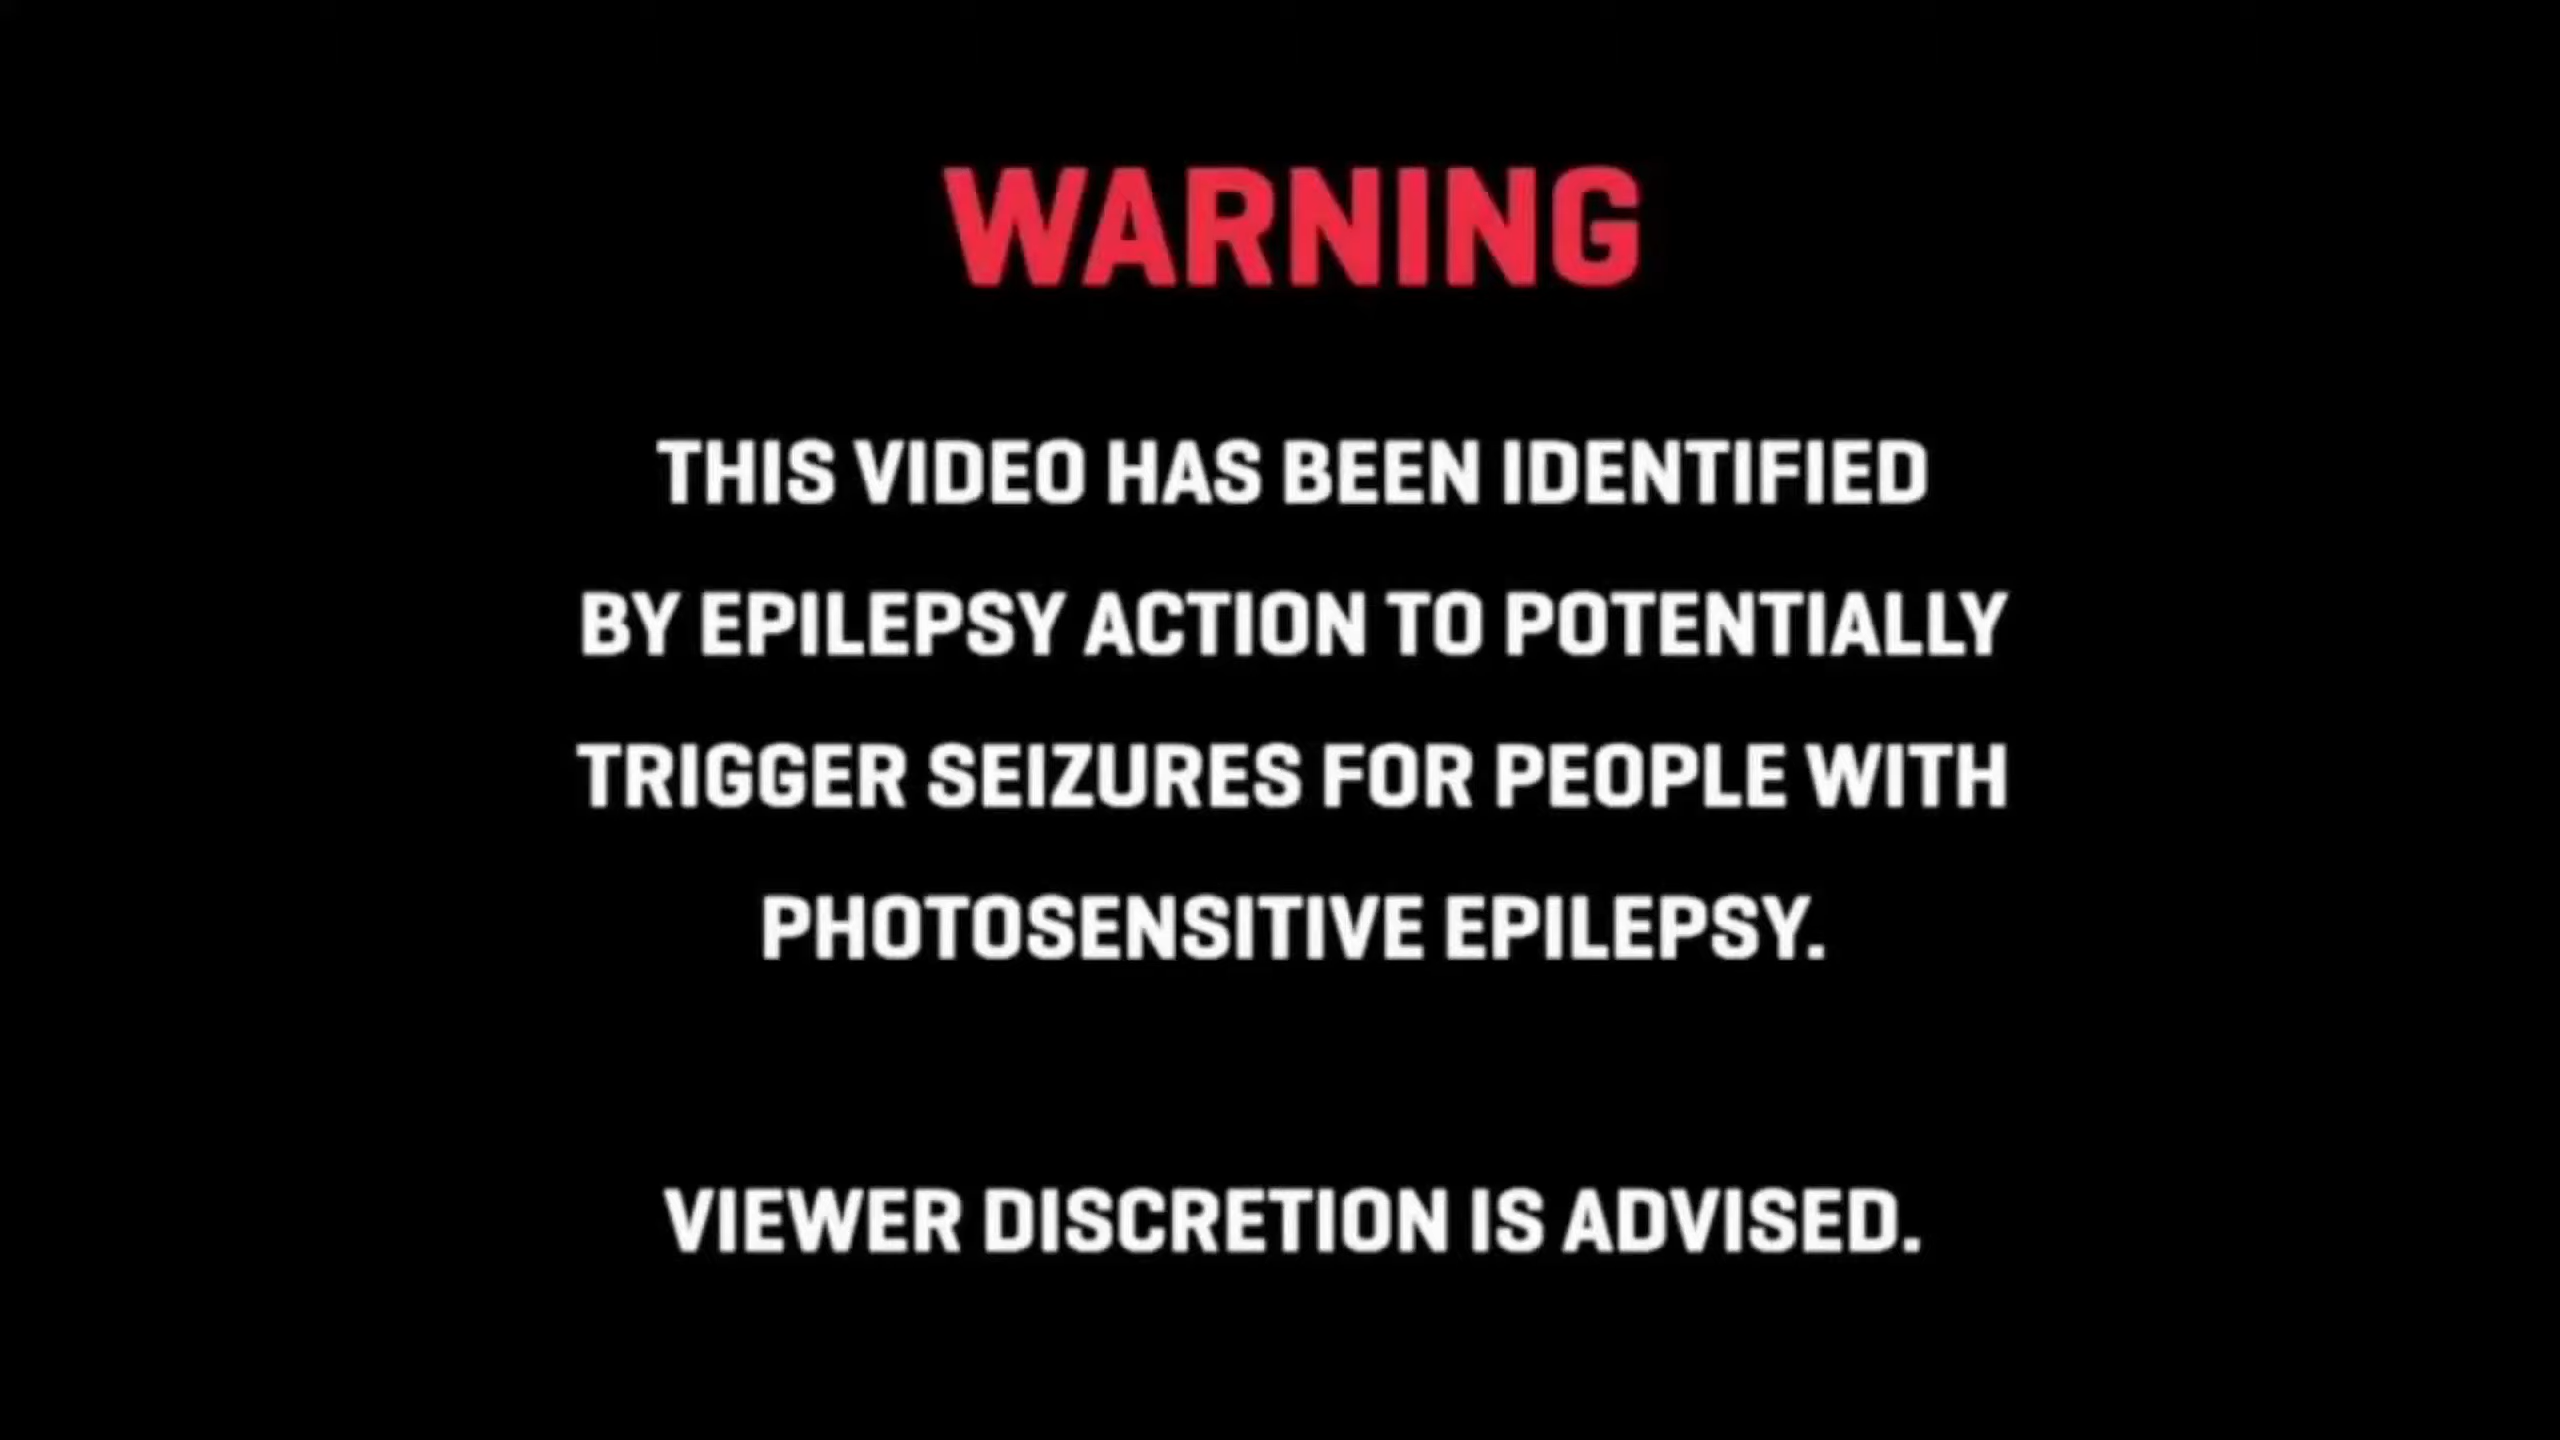 WARNING
THIS VIDEO HAS BEEN IDENTIFIED
BY EPILEPSY ACTION TO POTENTIALLY
TRIGGER SEIZURES FOR PEOPLE WITH
PHOTOSENSITIVE EPILEPSY.
VIEWER DISCRETION IS ADVISED.